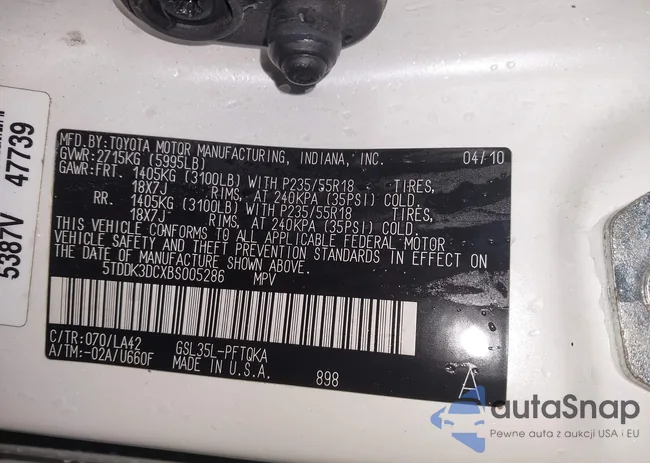 MFD.BY:TOYOTA MOTOR MANUFACTURING, INDIANA, INC. 04/10
GVWR:2715KG (5995LB)
GAWR:FRT. 1405KG (3100LB) WITH P235/55R18 TIRES,
18X7J RIMS, AT 240KPA (35PSI) COLD.
RR. 1405KG (3100LB) WITH P235/55R18 TIRES,
18X7J RIMS, AT 240KPA (35PSI) COLD.
THIS VEHICLE CONFORMS TO ALL APPLICABLE FEDERAL MOTOR
VEHICLE SAFETY AND THEFT PREVENTION STANDARDS IN EFFECT ON
THE DATE OF MANUFACTURE SHOWN ABOVE.
5TDDK3DCXBS005286 MPV
C/TR:070/LA42 GSL35L-PFTQKA
A/TM:-02A/U660F MADE IN U.S.A. 898 A
5387V 47739
autaSnap
Pewne auta z aukcji USA i EU